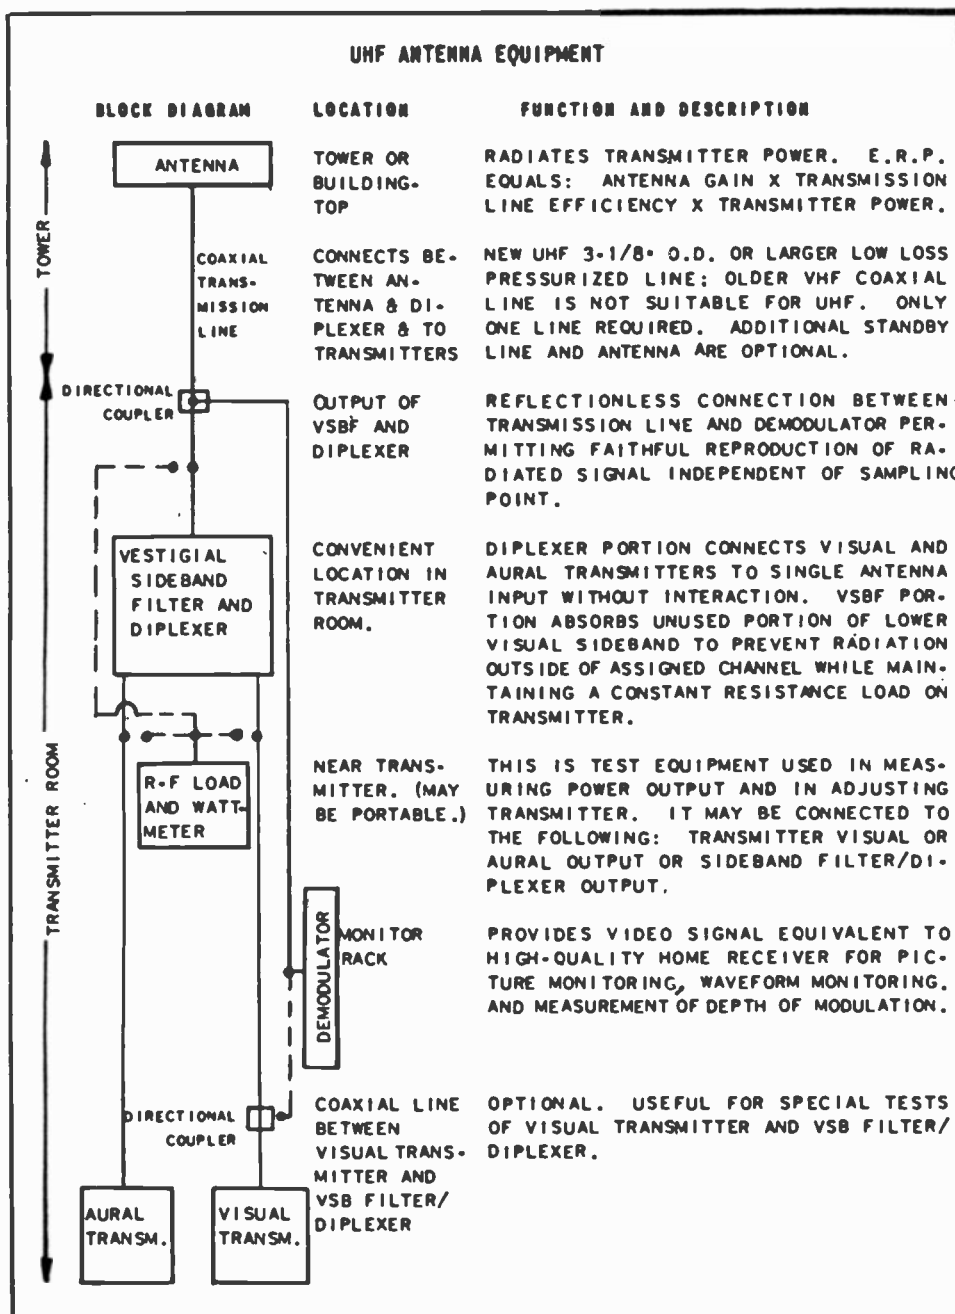 UHF ANTENNA EQUIPMENT
BLOCK DIAGRAM
LOCATION
FUNCTION AND DESCRIPTION
TOWER
ANTENNA
TOWER OR
BUILDING-
TOP
RADIATES TRANSMITTER POWER. E.R.P.
EQUALS: ANTENNA GAIN X TRANSMISSION
LINE EFFICIENCY X TRANSMITTER POWER.
COAXIAL
TRANS-
MISSION
LINE
CONNECTS BE-
TWEEN AN-
TENNA & DI-
PLEXER & TO
TRANSMITTERS
NEW UHF 3-1/8" O.D. OR LARGER LOW LOSS
PRESSURIZED LINE; OLDER VHF COAXIAL
LINE IS NOT SUITABLE FOR UHF. ONLY
ONE LINE REQUIRED. ADDITIONAL STANDBY
LINE AND ANTENNA ARE OPTIONAL.
DIRECTIONAL
COUPLER
OUTPUT OF
VSBF AND
DIPLEXER
REFLECTIONLESS CONNECTION BETWEEN
TRANSMISSION LINE AND DEMODULATOR PER-
MITTING FAITHFUL REPRODUCTION OF RA-
DIATED SIGNAL INDEPENDENT OF SAMPLING
POINT.
TRANSMITTER ROOM
VESTIGIAL
SIDEBAND
FILTER AND
DIPLEXER
CONVENIENT
LOCATION IN
TRANSMITTER
ROOM.
DIPLEXER PORTION CONNECTS VISUAL AND
AURAL TRANSMITTERS TO SINGLE ANTENNA
INPUT WITHOUT INTERACTION. VSBF POR-
TION ABSORBS UNUSED PORTION OF LOWER
VISUAL SIDEBAND TO PREVENT RADIATION
OUTSIDE OF ASSIGNED CHANNEL WHILE MAIN-
TAINING A CONSTANT RESISTANCE LOAD ON
TRANSMITTER.
R-F LOAD
AND WATT-
METER
NEAR TRANS-
MITTER. (MAY
BE PORTABLE.)
THIS IS TEST EQUIPMENT USED IN MEAS-
URING POWER OUTPUT AND IN ADJUSTING
TRANSMITTER. IT MAY BE CONNECTED TO
THE FOLLOWING: TRANSMITTER VISUAL OR
AURAL OUTPUT OR SIDEBAND FILTER/DI-
PLEXER OUTPUT.
DEMODULATOR
MONITOR
RACK
PROVIDES VIDEO SIGNAL EQUIVALENT TO
HIGH-QUALITY HOME RECEIVER FOR PIC-
TURE MONITORING, WAVEFORM MONITORING,
AND MEASUREMENT OF DEPTH OF MODULATION.
DIRECTIONAL
COUPLER
COAXIAL LINE
BETWEEN
VISUAL TRANS-
MITTER AND
VSB FILTER/
DIPLEXER
OPTIONAL. USEFUL FOR SPECIAL TESTS
OF VISUAL TRANSMITTER AND VSB FILTER/
DIPLEXER.
AURAL
TRANSM.
VISUAL
TRANSM.